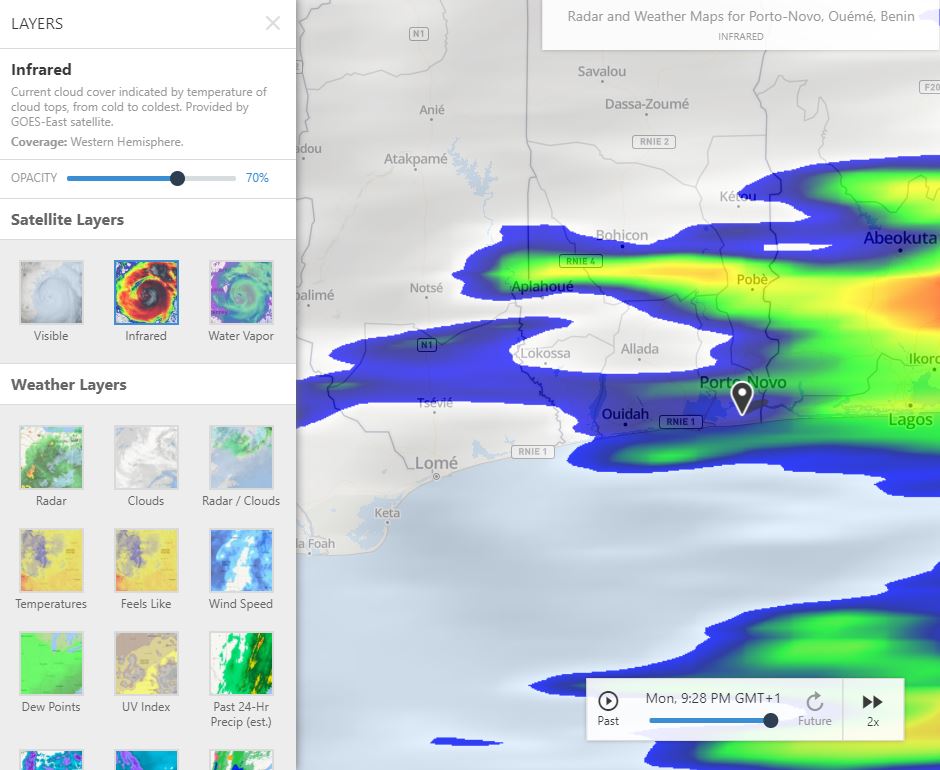 LAYERS
Infrared
Current cloud cover indicated by temperature of
cloud tops, from cold to coldest. Provided by
GOES-East satellite.
Coverage: Western Hemisphere.
OPACITY
70%
Satellite Layers
Visible
Infrared
Water Vapor
Weather Layers
Radar
Clouds
Radar / Clouds
Temperatures
Feels Like
Wind Speed
Dew Points
UV Index
Past 24-Hr
Precip (est.)
Radar and Weather Maps for Porto-Novo, Ouémé, Benin
INFRARED
N1
Savalou
F20
Anié
Dassa-Zoumé
RNIE 2
Atakpamé
Kétou
Bohicon
Abeokuta
RNIE 4
Pobè
Notsé
Aplahoué
N1
Lokossa
Allada
Porto-Novo
Tsévié
Ouidah
RNIE 1
Lagos
RNIE 1
Lomé
Keta
Mon, 9:28 PM GMT+1
Past
Future
2x